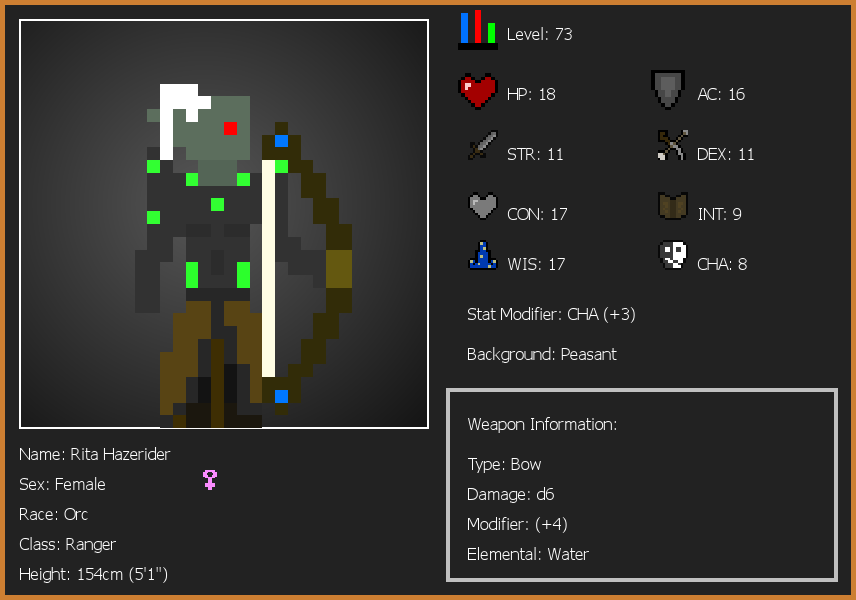 Level: 73
HP: 18
AC: 16
STR: 11
DEX: 11
CON: 17
INT: 9
WIS: 17
CHA: 8
Stat Modifier: CHA (+3)
Background: Peasant
Weapon Information:
Type: Bow
Damage: d6
Modifier: (+4)
Elemental: Water
Name: Rita Hazerider
Sex: Female
Race: Orc
Class: Ranger
Height: 154cm (5'1")